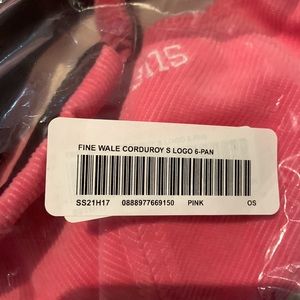 FINE WALE CORDUROY S LOGO 6-PAN
SS21H17 0888977669150 PINK OS